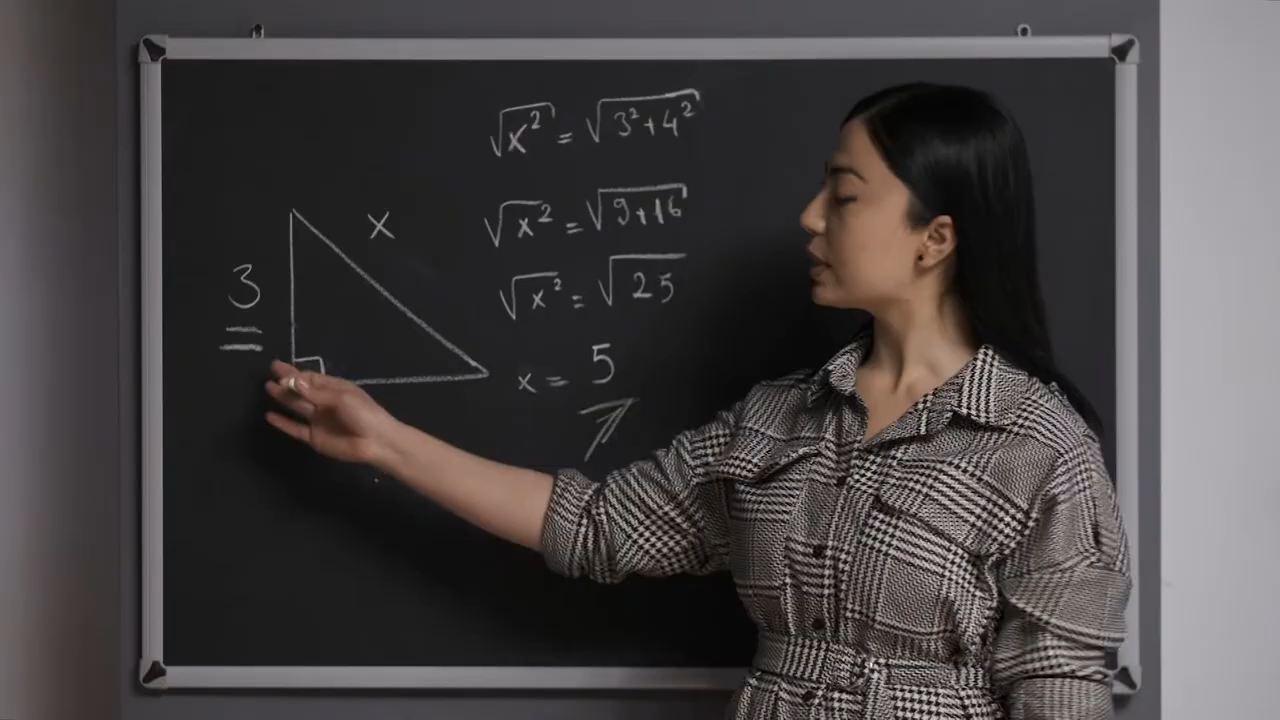 √x² = √3²+4²
√x² = √9+16
x
√x² = √25
3
x = 5